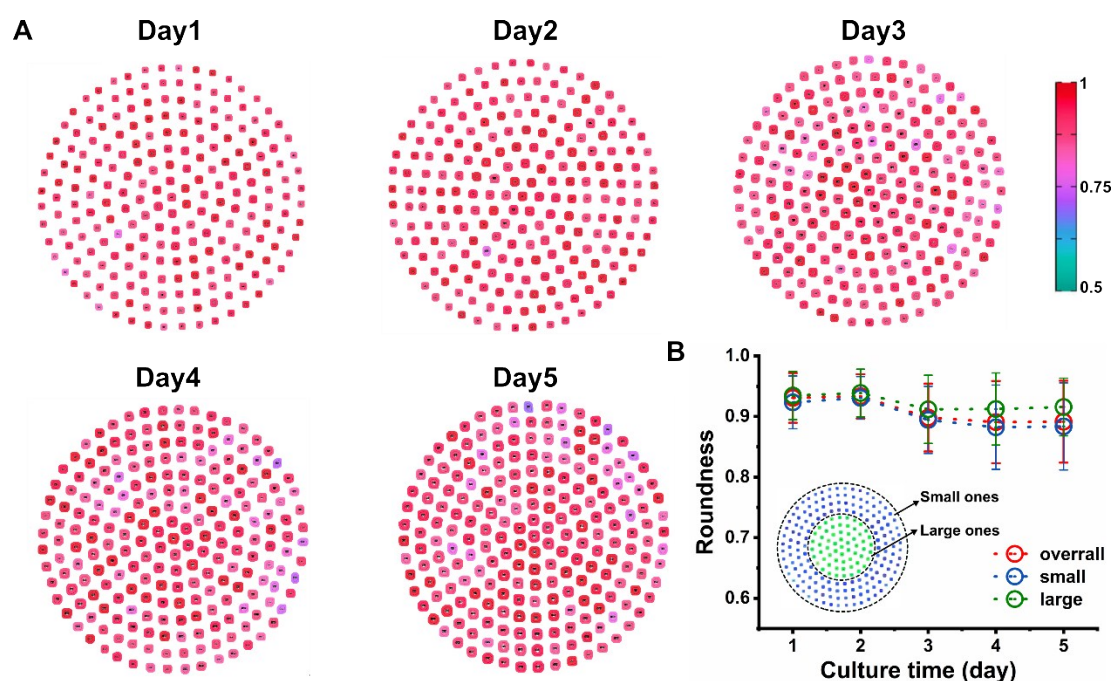 A
Day1
Day2
Day3
1
0.75
0.5
Day4
Day5
B
1.0
0.9
0.8
0.7
0.6
Roundness
Small ones
Large ones
overrall
small
large
1 2 3 4 5
Culture time (day)